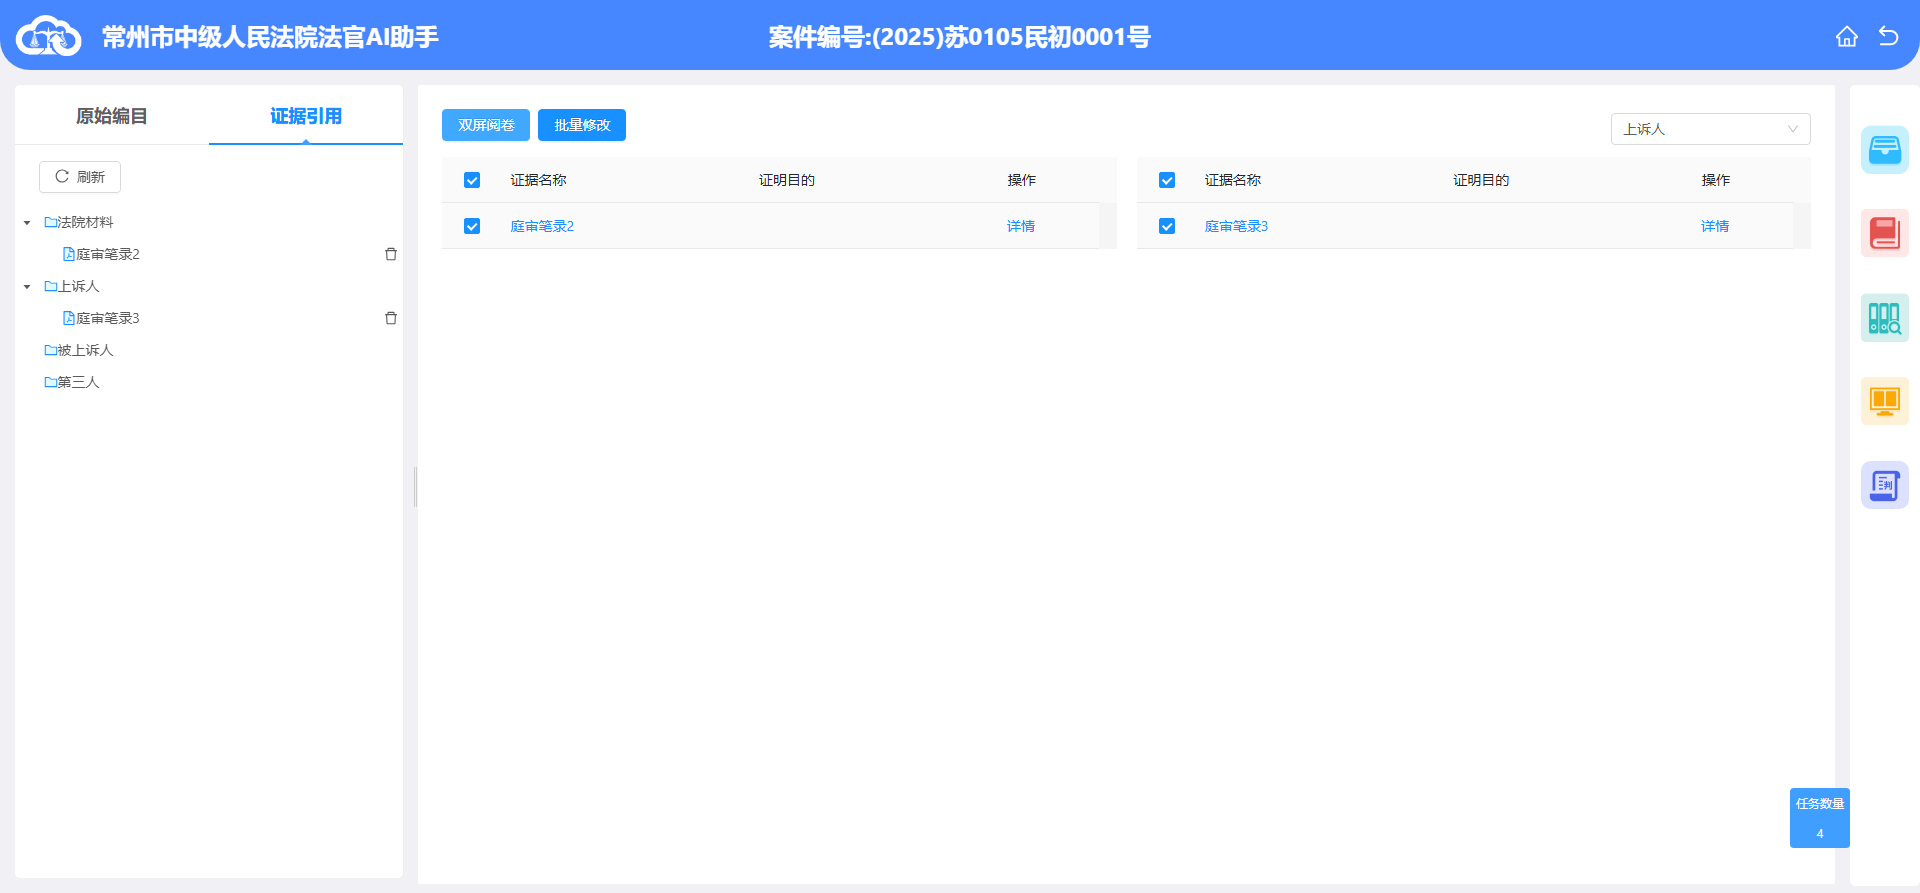 常州市中级人民法院法官AI助手
案件编号:(2025)苏0105民初0001号
原始编目
证据引用
刷新
法院材料
庭审笔录2
上诉人
庭审笔录3
被上诉人
第三人
双屏阅卷
批量修改
上诉人
证据名称 证明目的 操作
庭审笔录2 详情
证据名称 证明目的 操作
庭审笔录3 详情
判
任务数量
4